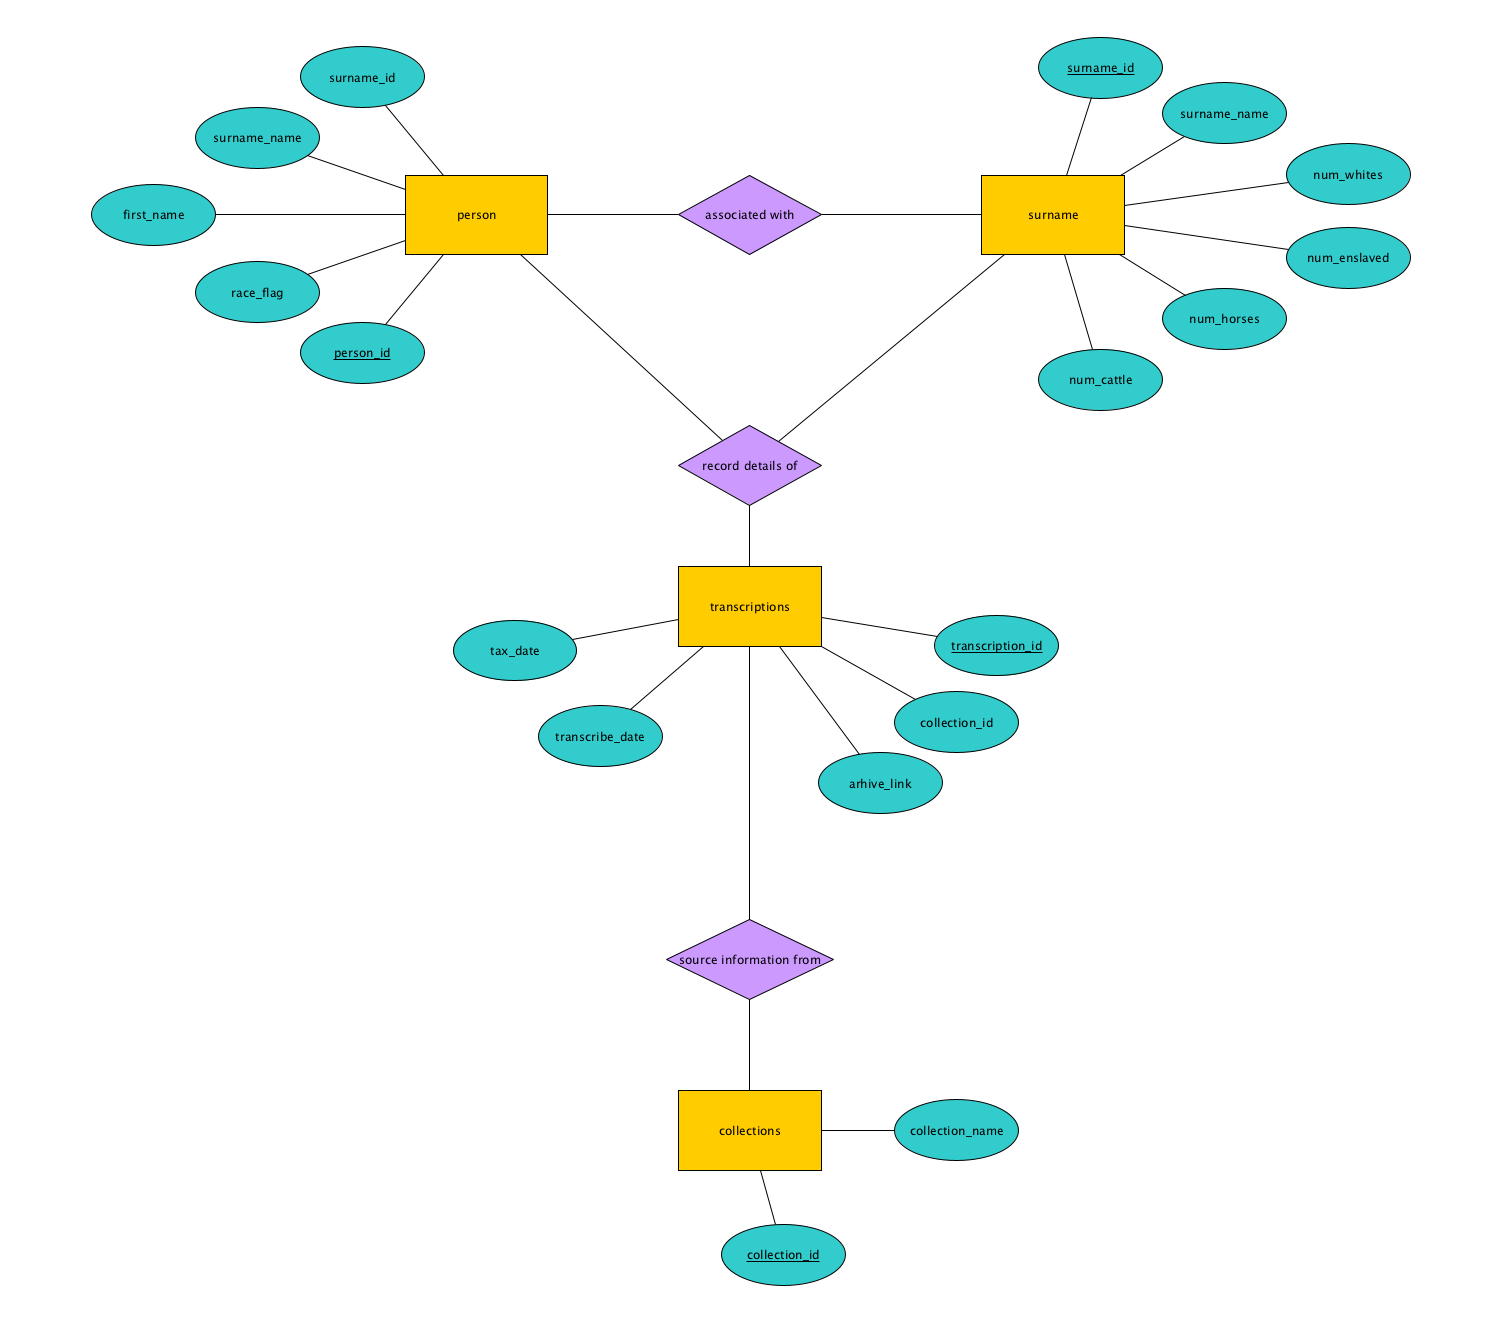 surname_id
surname_id
surname_name
surname_name
num_whites
first_name
person
associated with
surname
num_enslaved
race_flag
num_horses
person_id
num_cattle
record details of
transcriptions
transcription_id
tax_date
collection_id
transcribe_date
arhive_link
source information from
collections
collection_name
collection_id